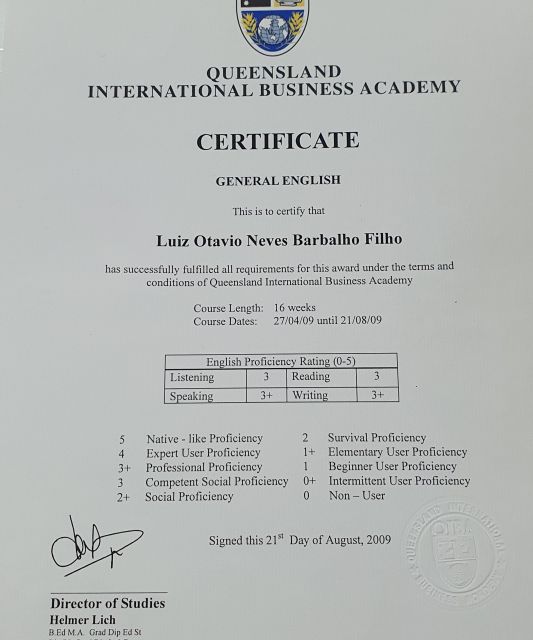 QUEENSLAND
INTERNATIONAL BUSINESS ACADEMY
CERTIFICATE
GENERAL ENGLISH
This is to certify that
Luiz Otavio Neves Barbalho Filho
has successfully fulfilled all requirements for this award under the terms and
conditions of Queensland International Business Academy
Course Length: 16 weeks
Course Dates: 27/04/09 until 21/08/09
English Proficiency Rating (0-5)
Listening 3 Reading 3
Speaking 3+ Writing 3+
5 Native - like Proficiency 2 Survival Proficiency
4 Expert User Proficiency 1+ Elementary User Proficiency
3+ Professional Proficiency 1 Beginner User Proficiency
3 Competent Social Proficiency 0+ Intermittent User Proficiency
2+ Social Proficiency 0 Non – User
Signed this 21st Day of August, 2009
Director of Studies
Helmer Lich
B.Ed M.A. Grad Dip Ed St